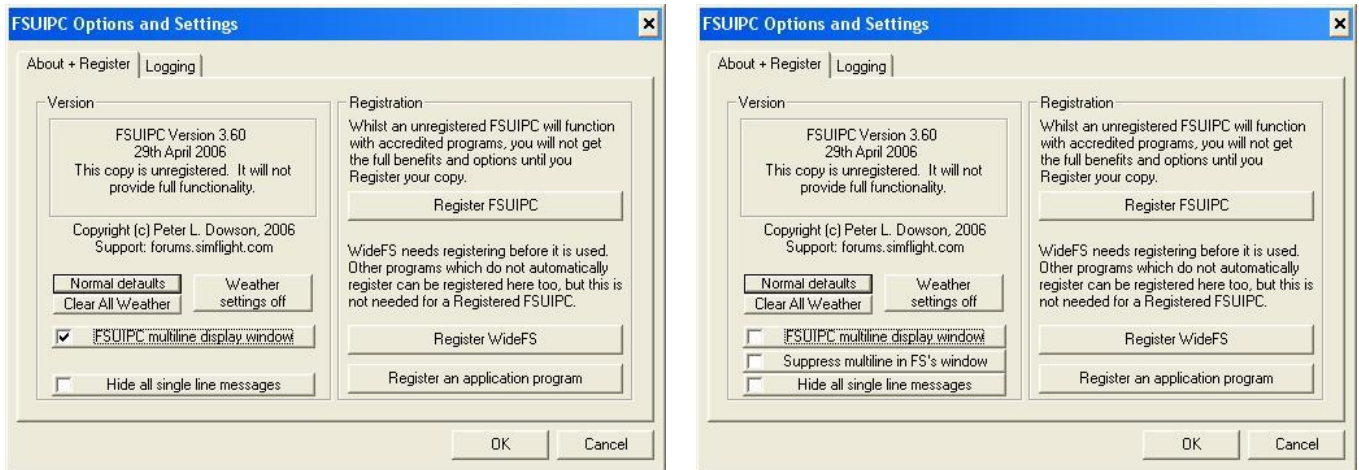 FSUIPC Options and Settings
About + Register
Logging
Version
FSUIPC Version 3.60
29th April 2006
This copy is unregistered. It will not
provide full functionality.
Copyright (c) Peter L. Dowson, 2006
Support: forums.simflight.com
Normal defaults
Clear All Weather
Weather
settings off
FSUIPC multiline display window
Hide all single line messages
Registration
Whilst an unregistered FSUIPC will function
with accredited programs, you will not get
the full benefits and options until you
Register your copy.
Register FSUIPC
WideFS needs registering before it is used.
Other programs which do not automatically
register can be registered here too, but this is
not needed for a Registered FSUIPC.
Register WideFS
Register an application program
OK
Cancel
FSUIPC Options and Settings
About + Register
Logging
Version
FSUIPC Version 3.60
29th April 2006
This copy is unregistered. It will not
provide full functionality.
Copyright (c) Peter L. Dowson, 2006
Support: forums.simflight.com
Normal defaults
Clear All Weather
Weather
settings off
FSUIPC multiline display window
Suppress multiline in FS's window
Hide all single line messages
Registration
Whilst an unregistered FSUIPC will function
with accredited programs, you will not get
the full benefits and options until you
Register your copy.
Register FSUIPC
WideFS needs registering before it is used.
Other programs which do not automatically
register can be registered here too, but this is
not needed for a Registered FSUIPC.
Register WideFS
Register an application program
OK
Cancel